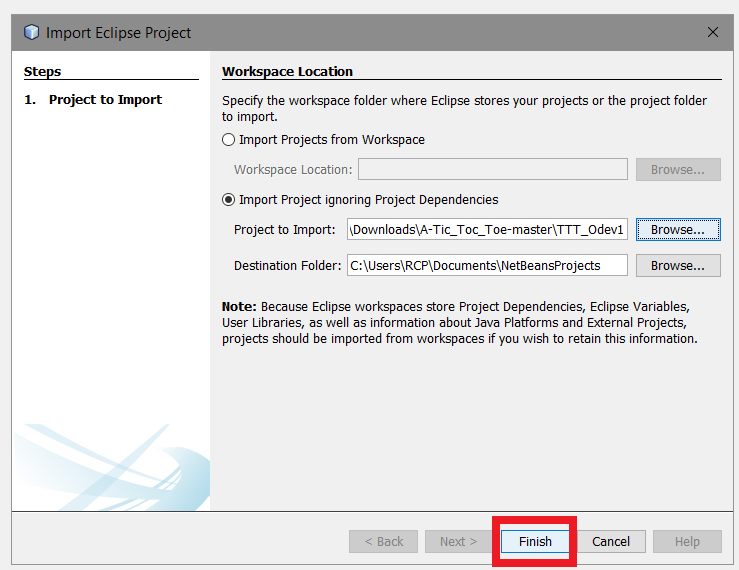 Import Eclipse Project
Steps
1. Project to Import
Workspace Location
Specify the workspace folder where Eclipse stores your projects or the project folder
to import.
Import Projects from Workspace
Workspace Location:
Browse...
Import Project ignoring Project Dependencies
Project to Import: \Downloads\A-Tic_Toc_Toe-master\TTT_Odev1 Browse...
Destination Folder: C:\Users\RCP\Documents\NetBeansProjects Browse...
Note: Because Eclipse workspaces store Project Dependencies, Eclipse Variables,
User Libraries, as well as information about Java Platforms and External Projects,
projects should be imported from workspaces if you wish to retain this information.
< Back Next > Finish Cancel Help